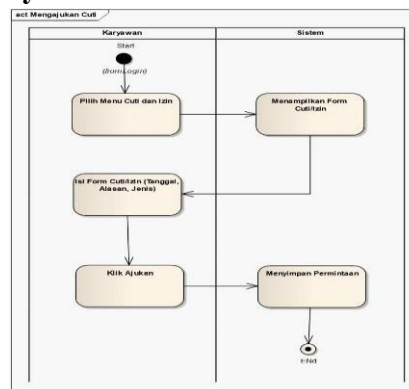 act Mengajukan Cuti
Karyawan
Sistem
Start
(from Login)
Pilih Menu Cuti dan Izin
Menampilkan Form
Cuti/Izin
Isi Form Cuti/Izin (Tanggal,
Alasan, Jenis)
Klik Ajukan
Menyimpan Permintaan
ENd